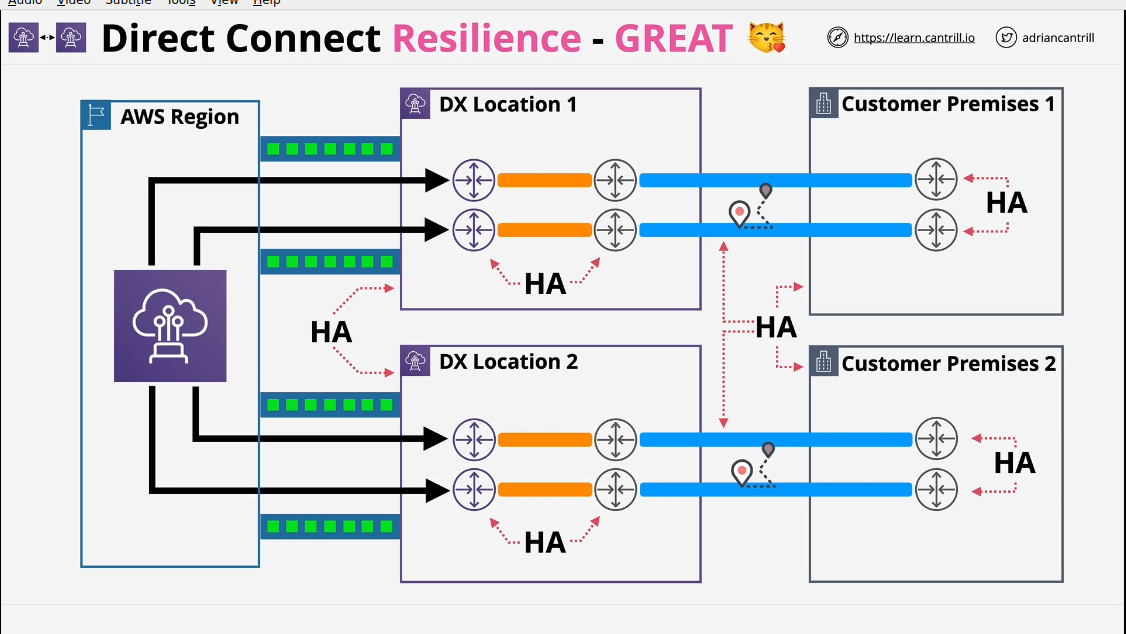 Audio Video Subtitle Tools View Help
Direct Connect Resilience - GREAT
https://learn.cantrill.io
adriancantrill
AWS Region
DX Location 1
Customer Premises 1
HA
HA
HA
HA
DX Location 2
Customer Premises 2
HA
HA